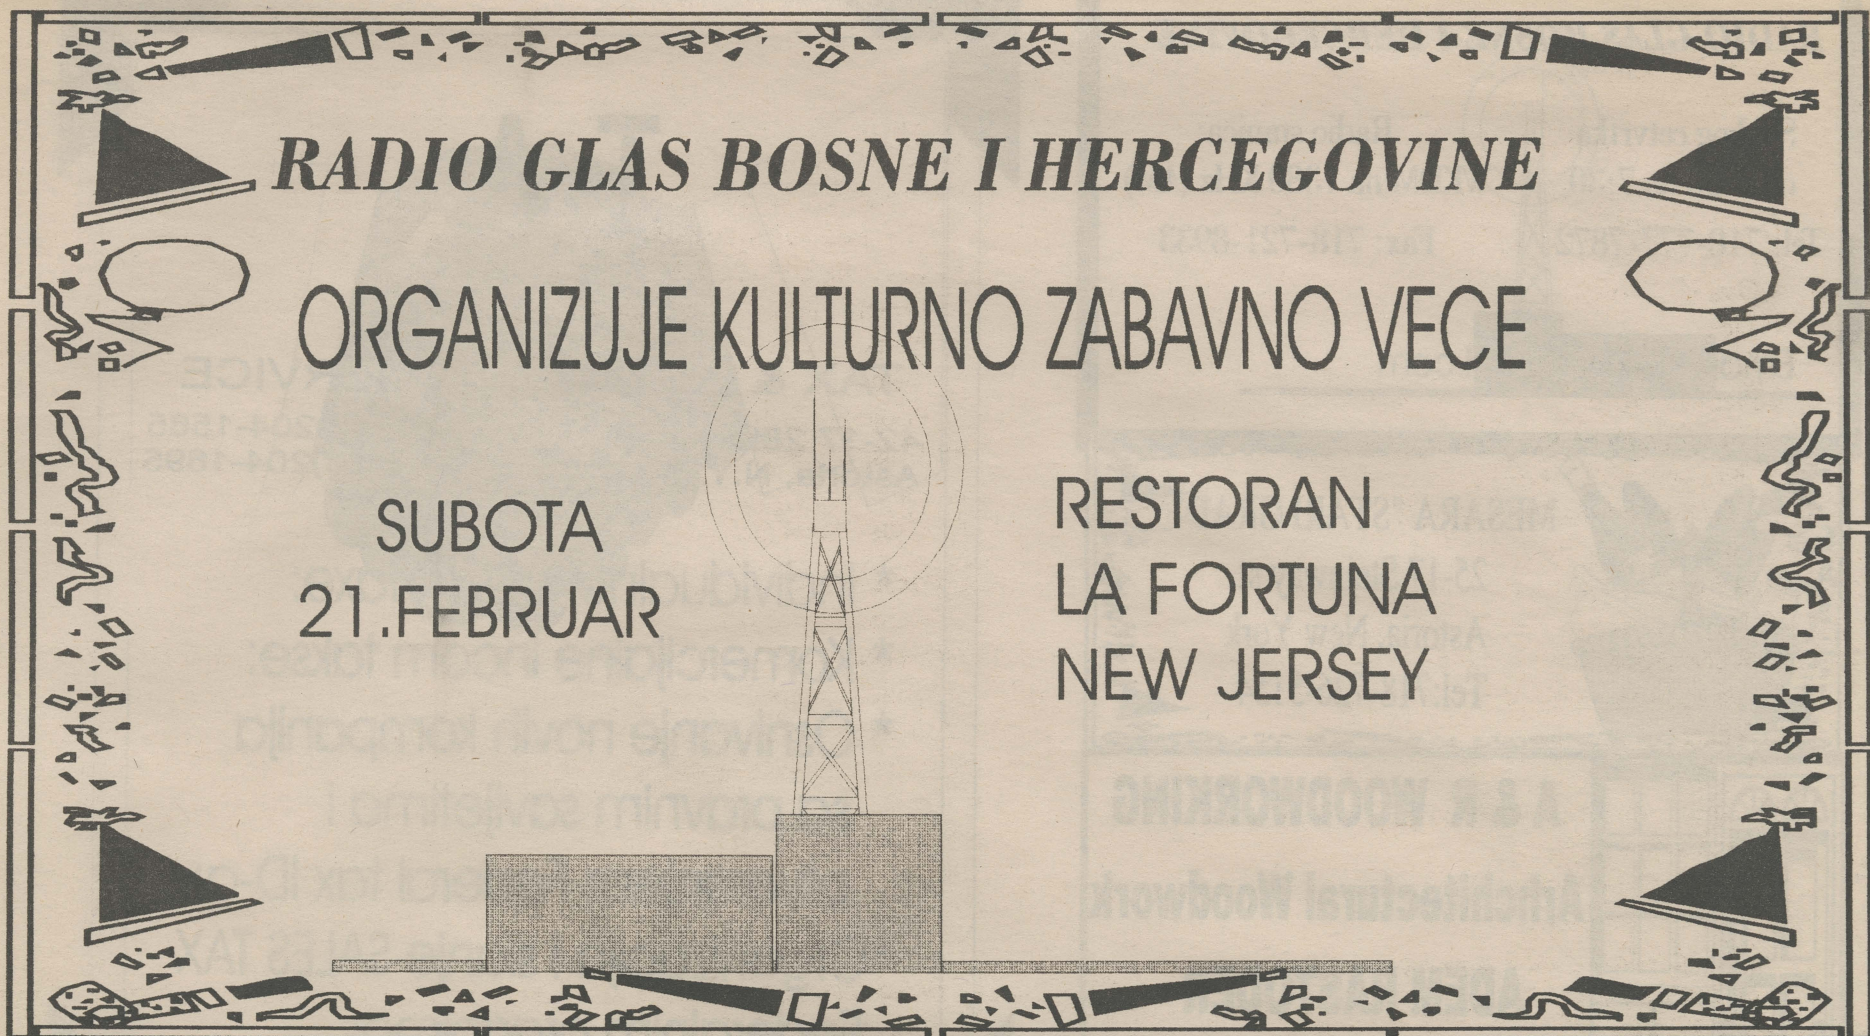 RADIO GLAS BOSNE I HERCEGOVINE
ORGANIZUJE KULTURNO ZABAVNO VECE
SUBOTA
21.FEBRUAR
RESTORAN
LA FORTUNA
NEW JERSEY